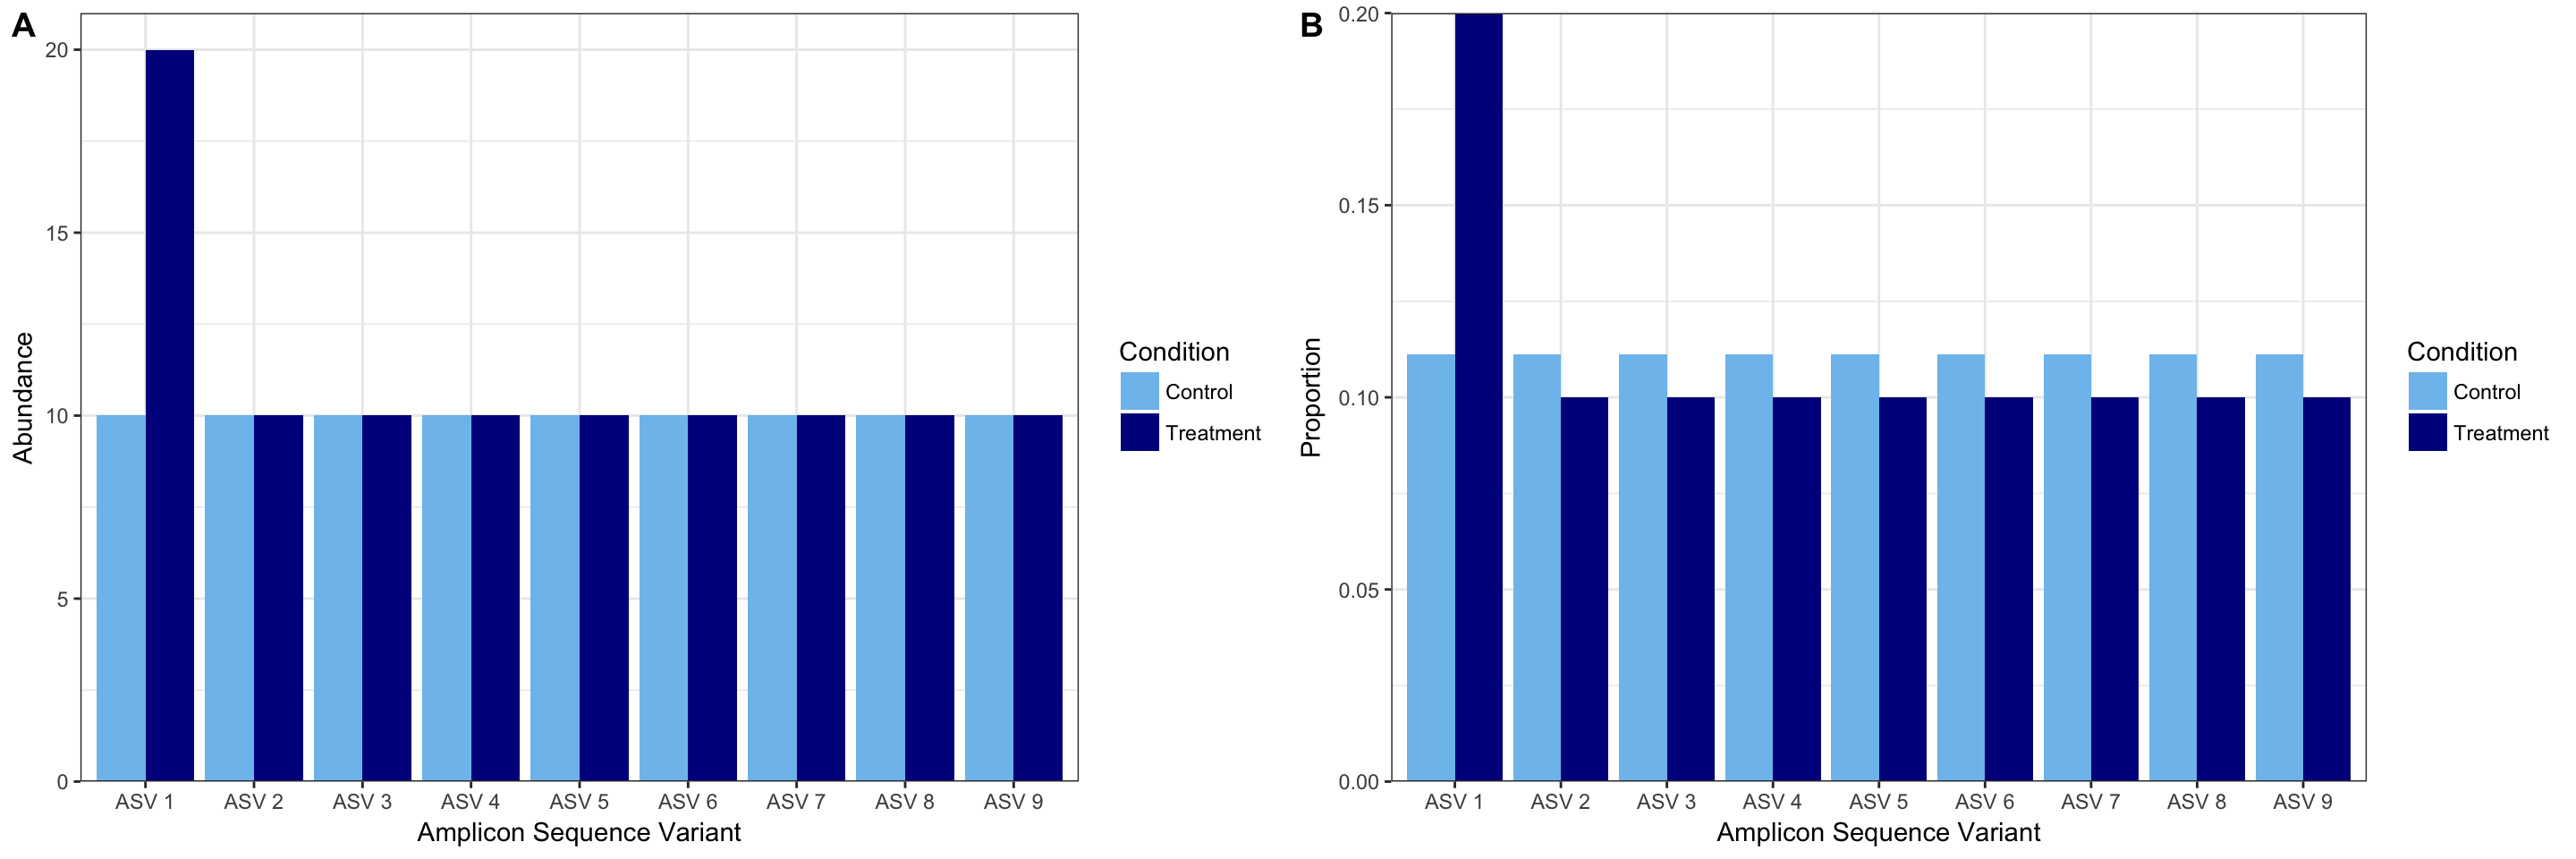 A
20
15
10
5
0
Abundance
ASV 1 ASV 2 ASV 3 ASV 4 ASV 5 ASV 6 ASV 7 ASV 8 ASV 9
Amplicon Sequence Variant
Condition
Control
Treatment
B
0.20
0.15
0.10
0.05
0.00
Proportion
ASV 1 ASV 2 ASV 3 ASV 4 ASV 5 ASV 6 ASV 7 ASV 8 ASV 9
Amplicon Sequence Variant
Condition
Control
Treatment